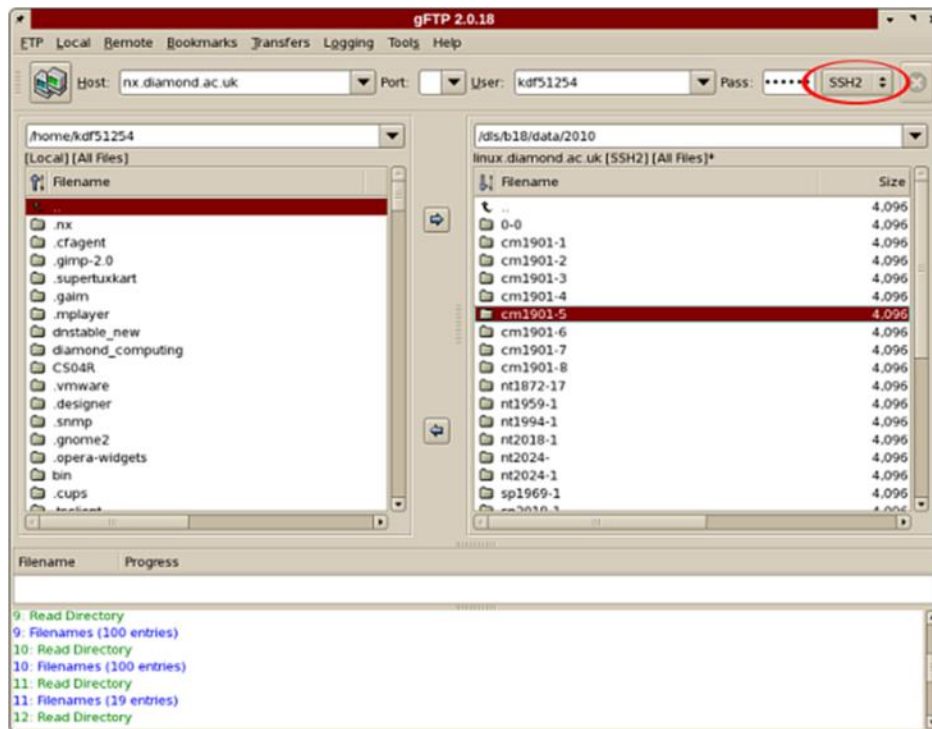 gFTP 2.0.18
FTP Local Remote Bookmarks Transfers Logging Tools Help
Host: nx.diamond.ac.uk Port: User: kdf51254 Pass: •••••• SSH2
/home/kdf51254
[Local] [All Files]
Filename
..
.nx
.cfagent
.gimp-2.0
.supertuxkart
.gaim
.mplayer
dnstable_new
diamond_computing
CS04R
.vmware
.designer
.snmp
.gnome2
.opera-widgets
bin
.cups
/dls/b18/data/2010
linux.diamond.ac.uk [SSH2] [All Files]*
Filename Size
.. 4,096
0-0 4,096
cm1901-1 4,096
cm1901-2 4,096
cm1901-3 4,096
cm1901-4 4,096
cm1901-5 4,096
cm1901-6 4,096
cm1901-7 4,096
cm1901-8 4,096
nt1872-17 4,096
nt1959-1 4,096
nt1994-1 4,096
nt2018-1 4,096
nt2024- 4,096
nt2024-1 4,096
sp1969-1 4,096
Filename Progress
9: Read Directory
9: Filenames (100 entries)
10: Read Directory
10: Filenames (100 entries)
11: Read Directory
11: Filenames (19 entries)
12: Read Directory